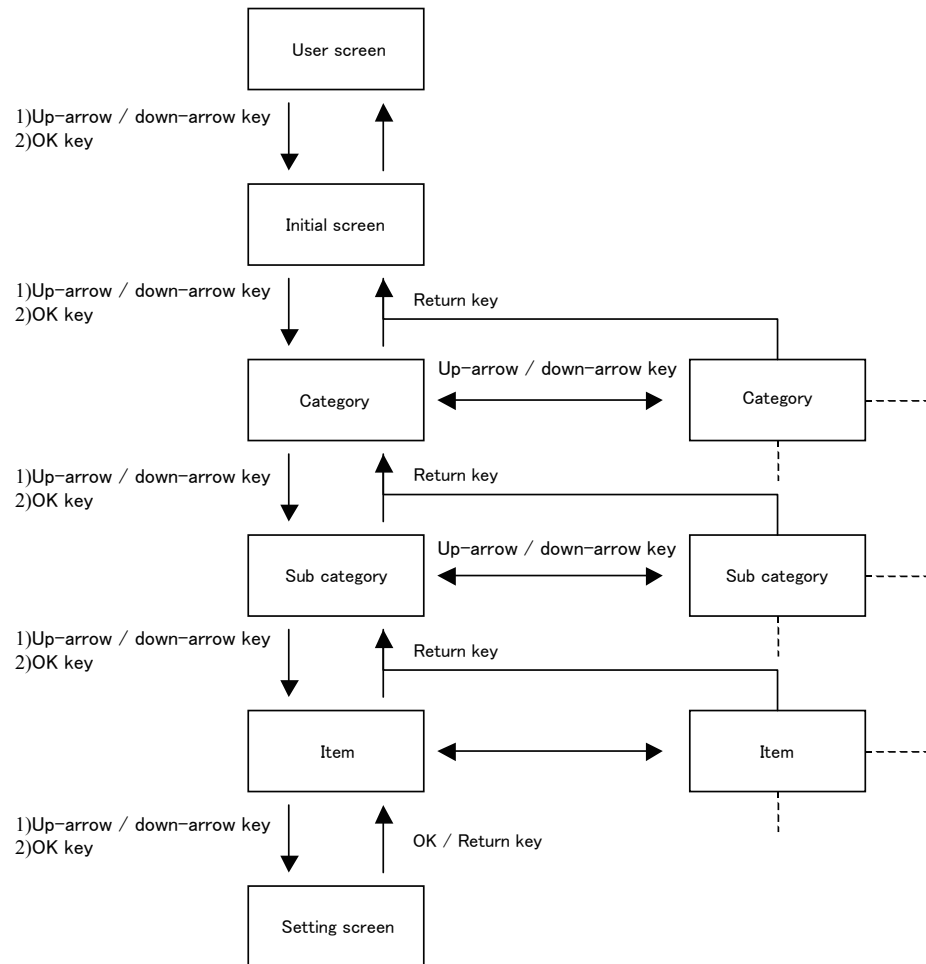 User screen
1)Up-arrow / down-arrow key
2)OK key
Initial screen
1)Up-arrow / down-arrow key
2)OK key
Return key
Category
Up-arrow / down-arrow key
Category
1)Up-arrow / down-arrow key
2)OK key
Return key
Sub category
Up-arrow / down-arrow key
Sub category
1)Up-arrow / down-arrow key
2)OK key
Return key
Item
Item
1)Up-arrow / down-arrow key
2)OK key
OK / Return key
Setting screen